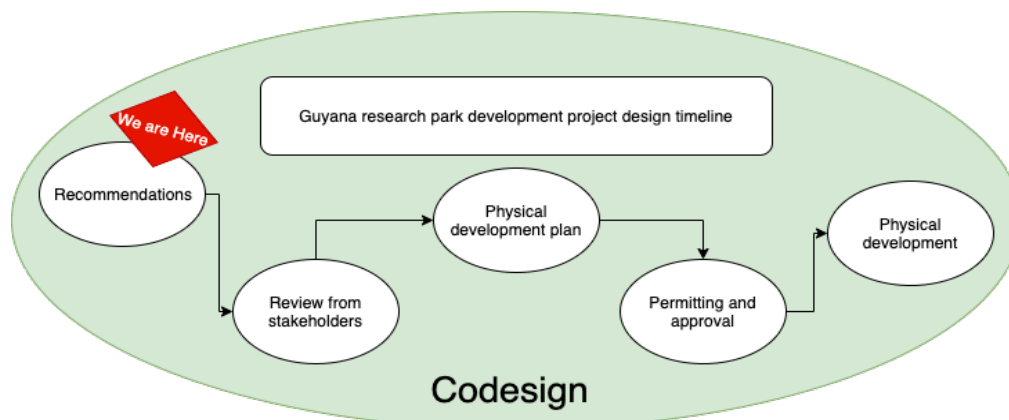 Guyana research park development project design timeline
We are Here
Recommendations
Review from
stakeholders
Physical
development plan
Permitting and
approval
Physical
development
Codesign